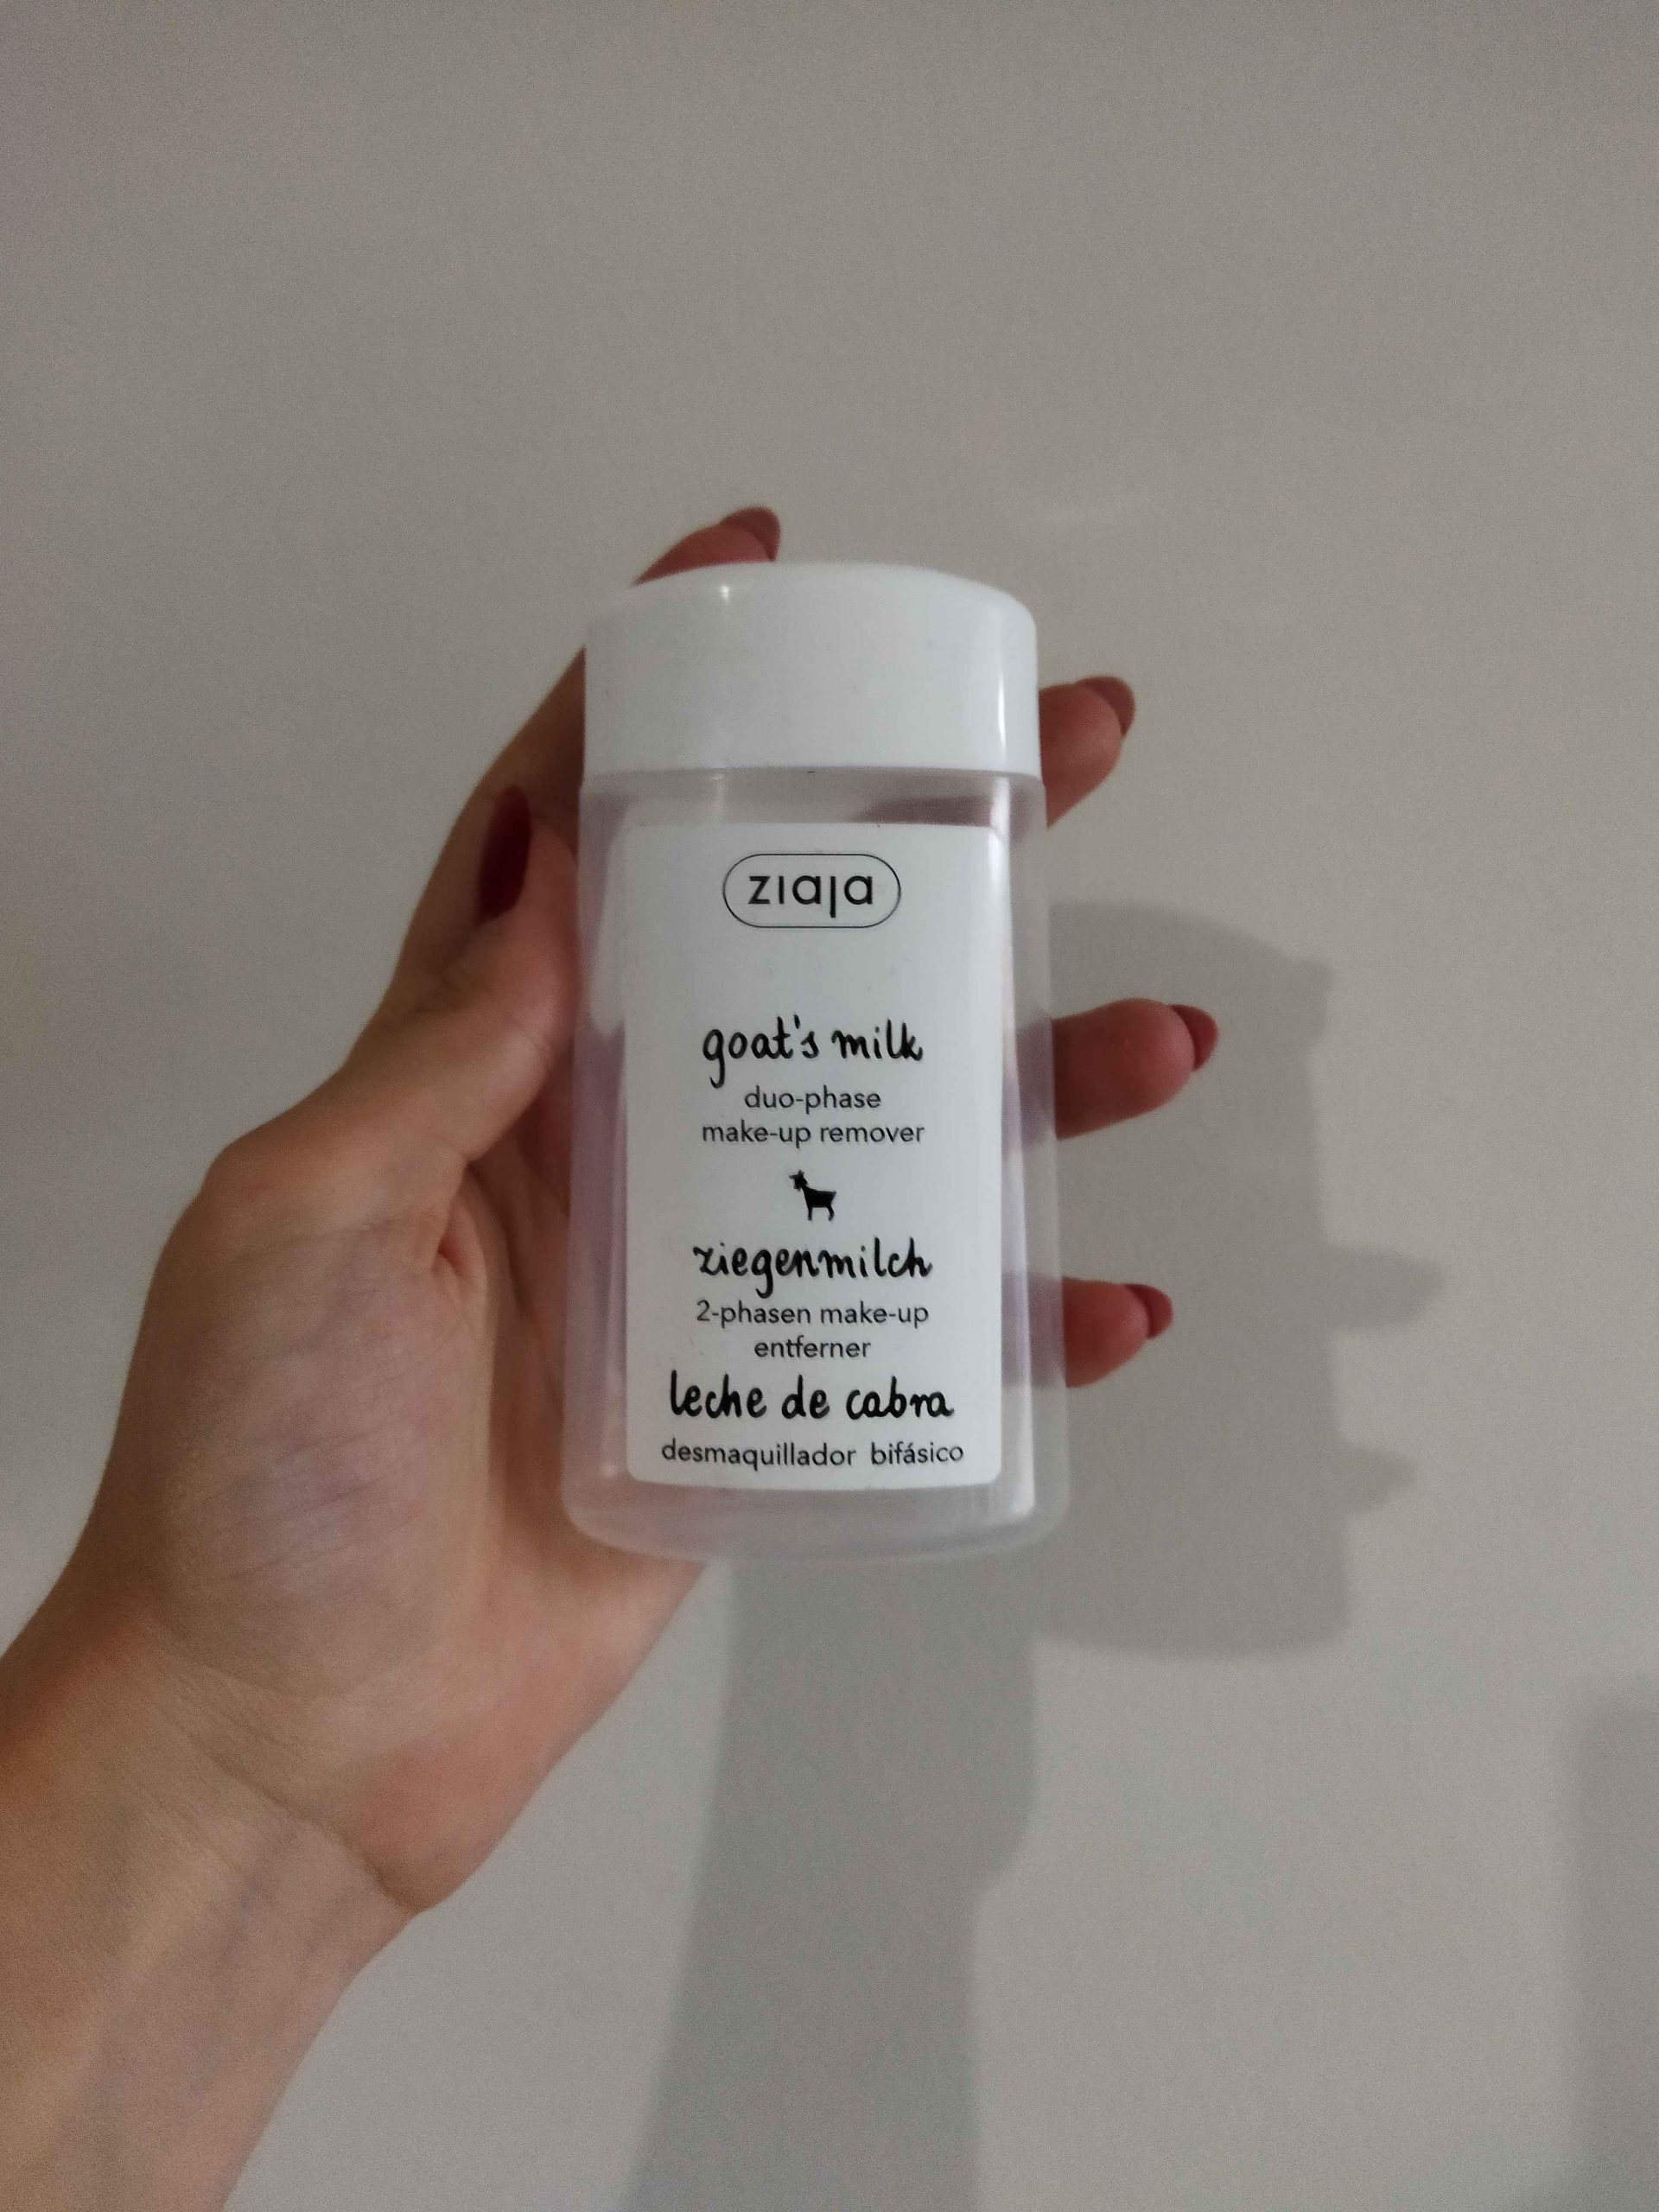 ziaja
goat's milk
duo-phase
make-up remover
ziegenmilch
2-phasen make-up
entferner
leche de cabra
desmaquillador bifásico